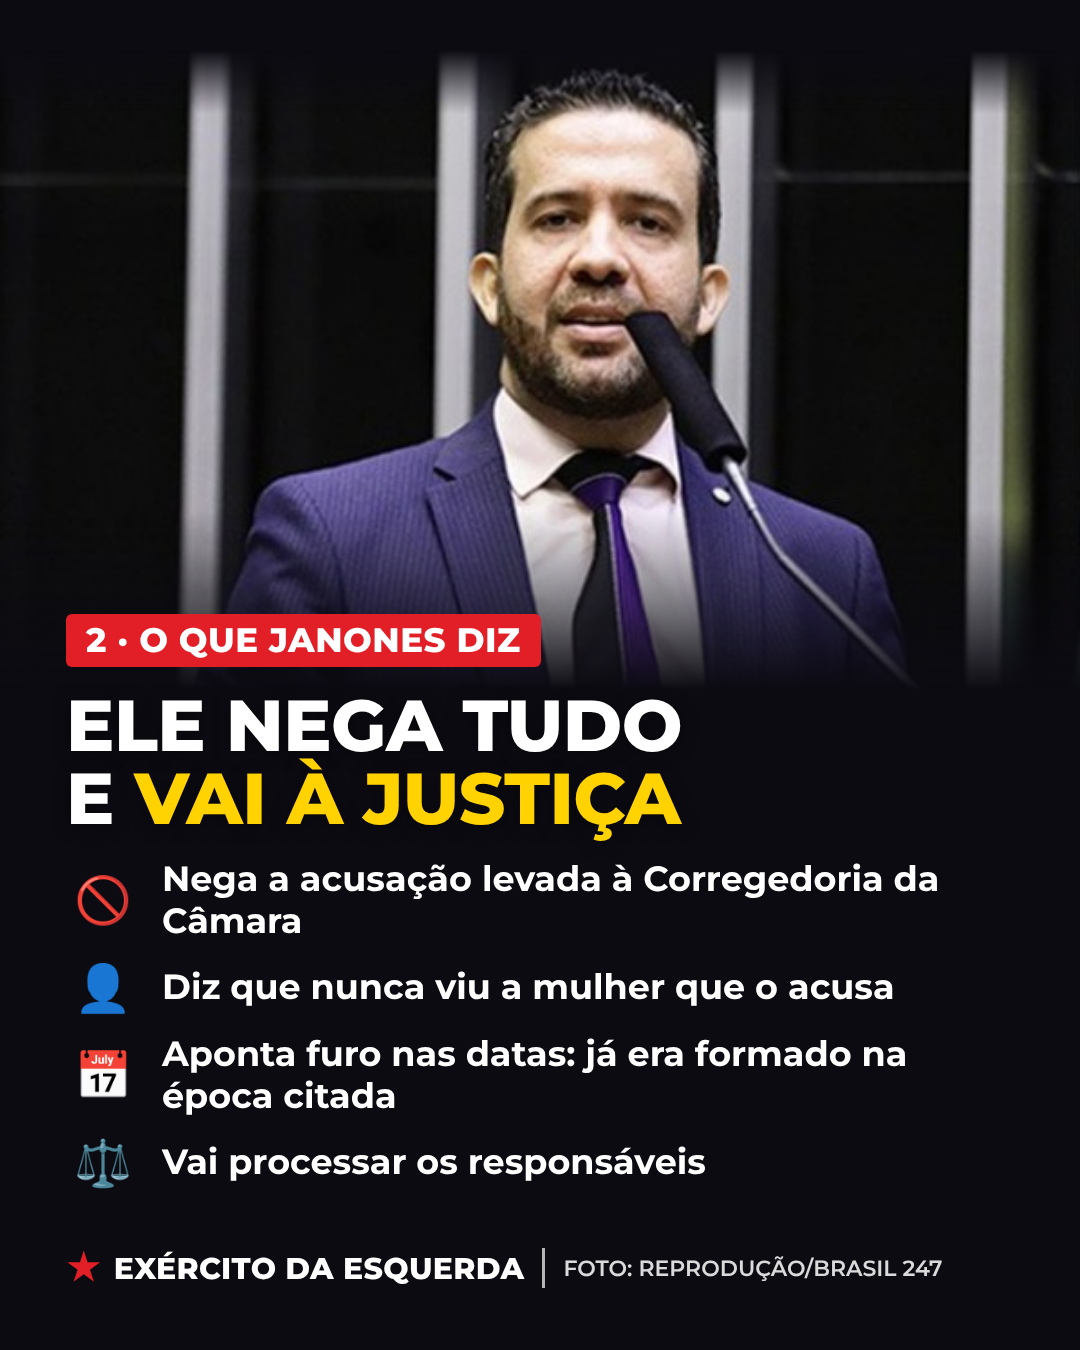 2 • O QUE JANONES DIZ
ELE NEGA TUDO
E VAI À JUSTIÇA
Nega a acusação levada à Corregedoria da
Câmara
Diz que nunca viu a mulher que o acusa
July
17
Aponta furo nas datas: já era formado na
época citada
Vai processar os responsáveis
EXÉRCITO DA ESQUERDA
FOTO: REPRODUÇÃO/BRASIL 247